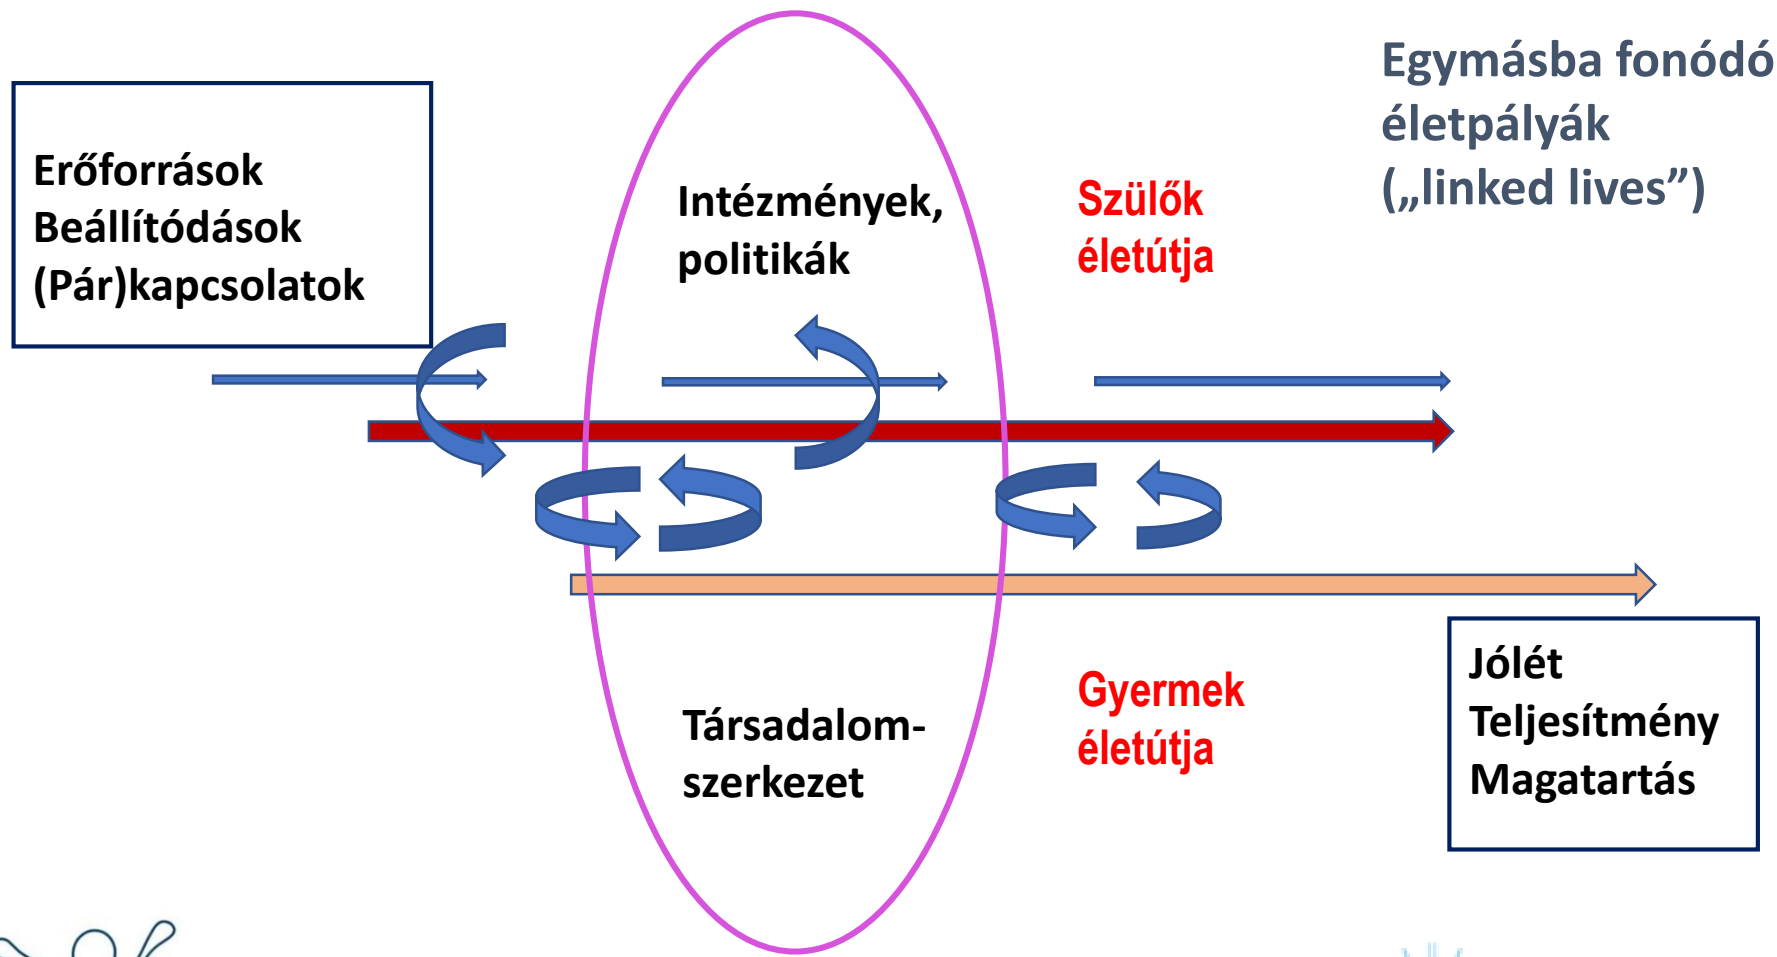 Egymásba fonódó
életpályák
(„linked lives”)
Erőforrások
Beállítódások
(Pár)kapcsolatok
Intézmények,
politikák
Szülők
életútja
Társadalom-
szerkezet
Gyermek
életútja
Jólét
Teljesítmény
Magatartás